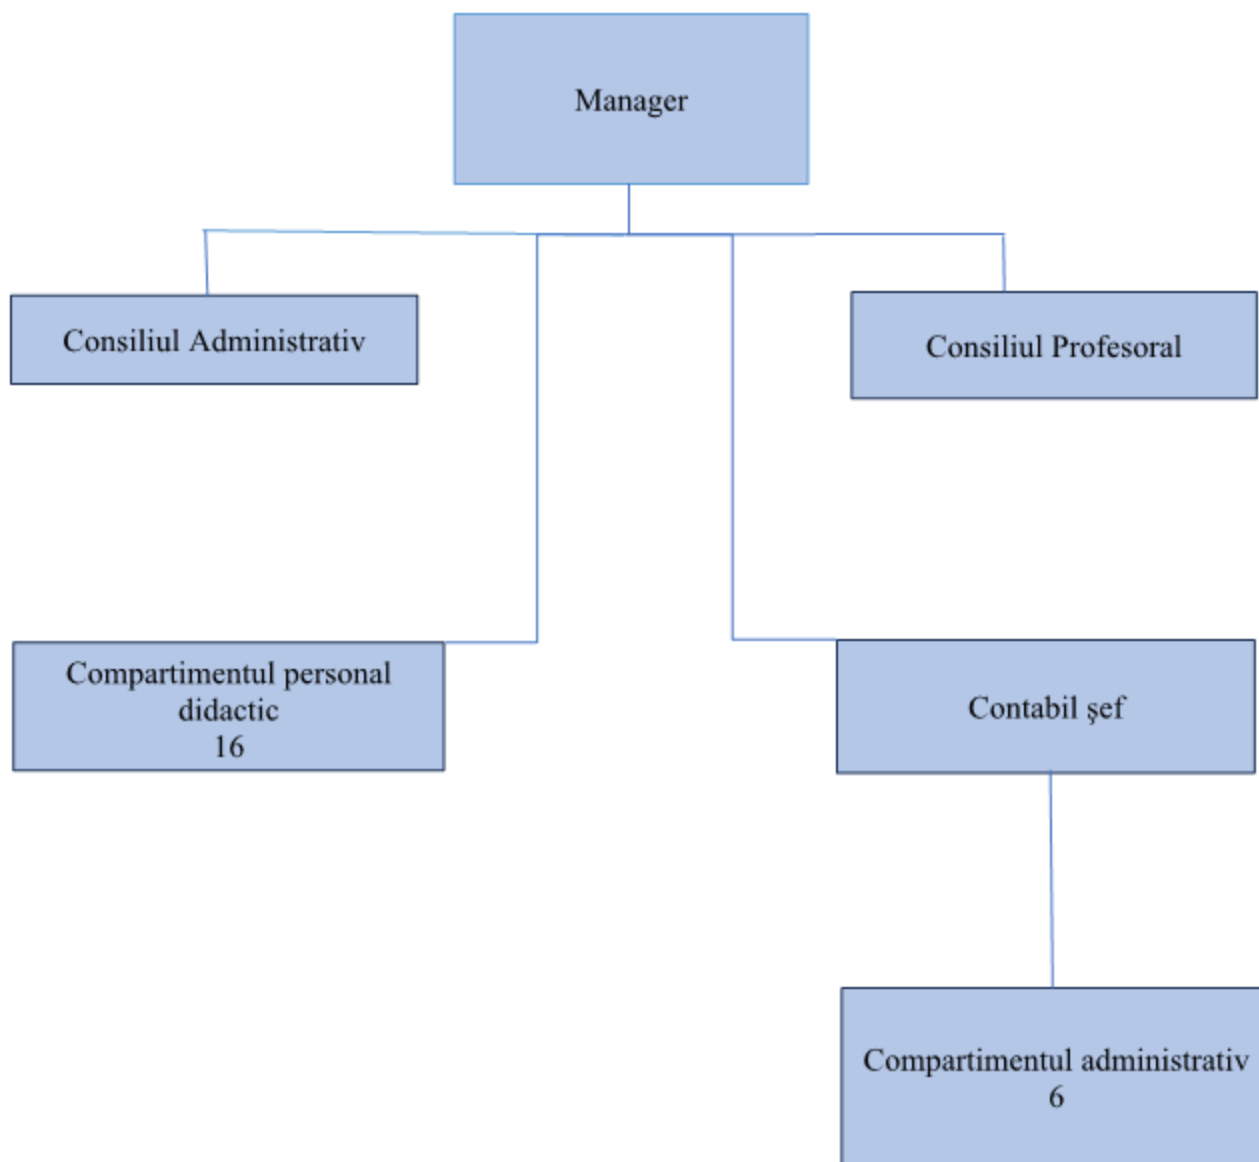 Manager
Consiliul Administrativ
Consiliul Profesoral
Compartimentul personal
didactic
16
Contabil şef
Compartimentul administrativ
6